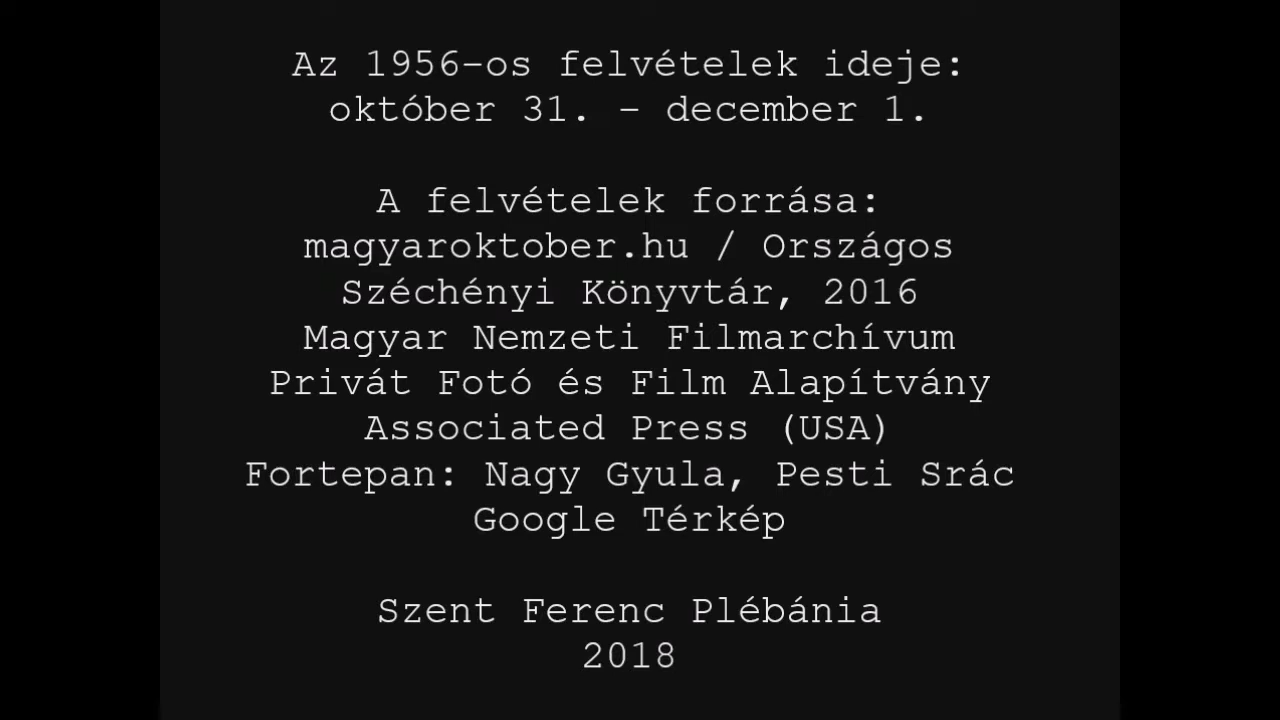 Az 1956-os felvételek ideje:
október 31. - december 1.
A felvételek forrása:
magyaroktober.hu / Országos
Széchényi Könyvtár, 2016
Magyar Nemzeti Filmarchívum
Privát Fotó és Film Alapítvány
Associated Press (USA)
Fortepan: Nagy Gyula, Pesti Srác
Google Térkép
Szent Ferenc Plébánia
2018